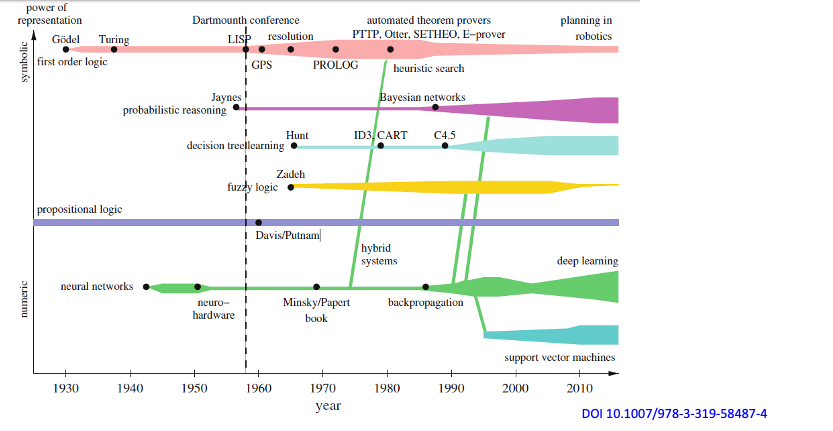 power of
representation
Dartmounth conference
automated theorem provers
planning in
robotics
PTTP, Otter, SETHEO, E–prover
Gödel
Turing
LISP
resolution
first order logic
GPS
PROLOG
heuristic search
symbolic
Jaynes
Bayesian networks
probabilistic reasoning
Hunt
ID3, CART
C4.5
decision treelearning
Zadeh
fuzzy logic
propositional logic
Davis/Putnam
hybrid
systems
deep learning
neural networks
neuro–
hardware
Minsky/Papert
book
backpropagation
numeric
support vector machines
1930 1940 1950 1960 1970 1980 1990 2000 2010
year
DOI 10.1007/978-3-319-58487-4